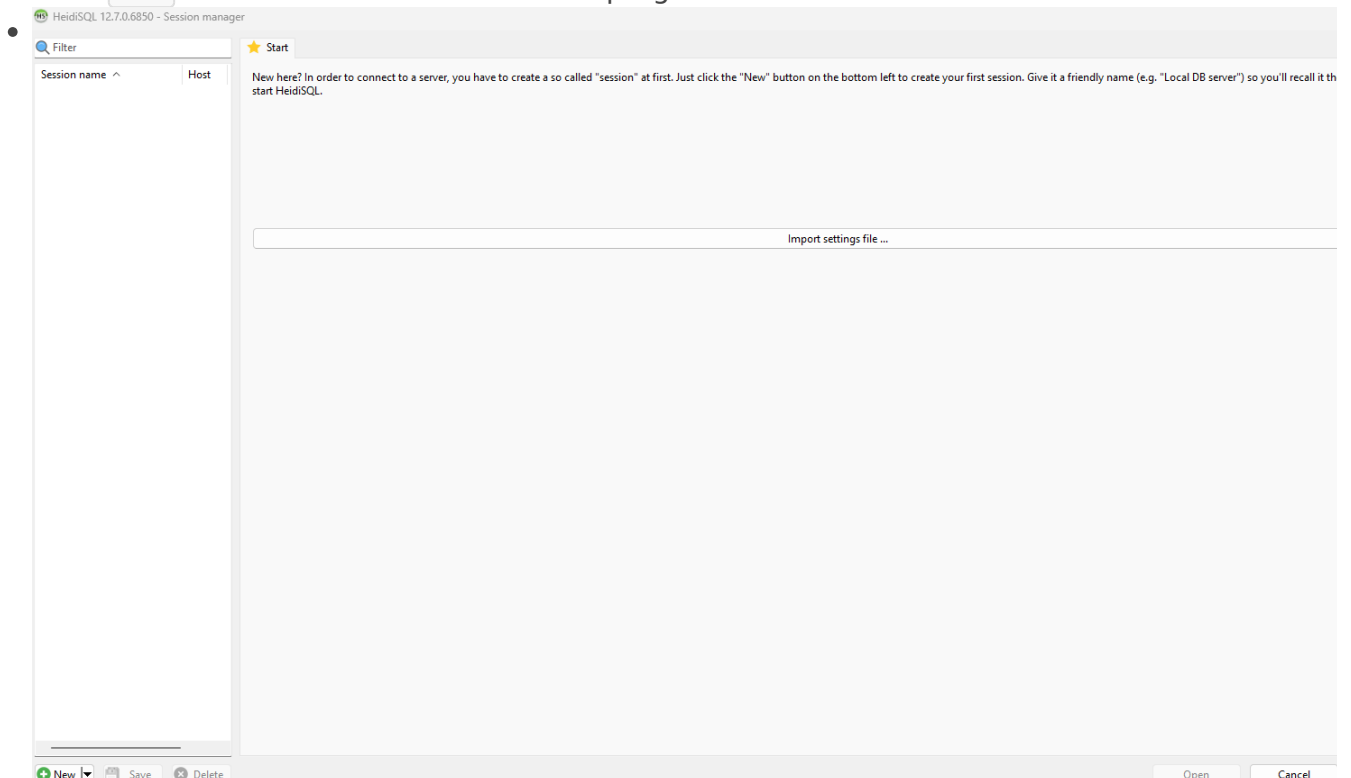 HeidiSQL 12.7.0.6850 - Session manager
Filter
Start
Session name
Host
New here? In order to connect to a server, you have to create a so called "session" at first. Just click the "New" button on the bottom left to create your first session. Give it a friendly name (e.g. "Local DB server") so you'll recall it th
start HeidiSQL.
Import settings file ...
New
Save
Delete
Open
Cancel